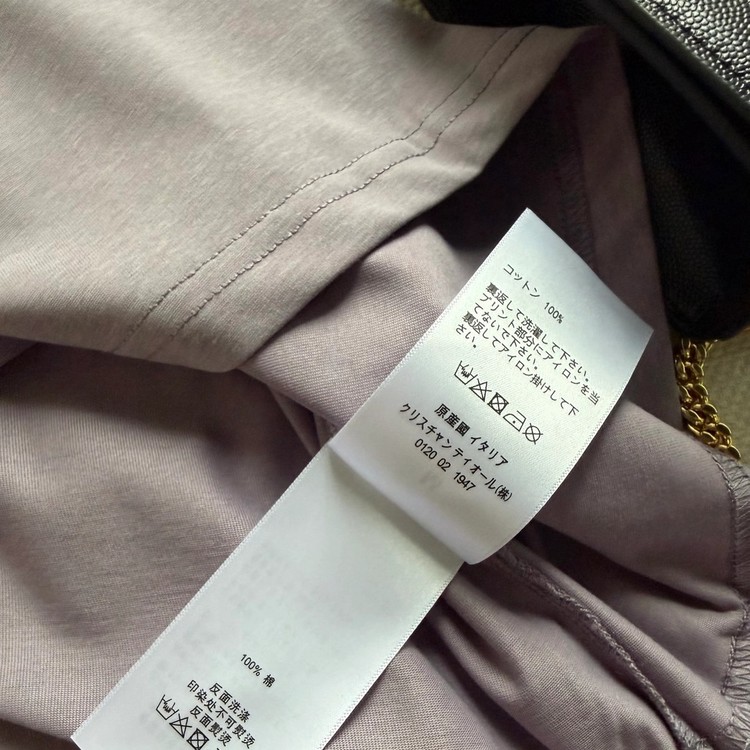 コットン 100%
裏返して洗濯して下さい。
プリント部分にアイロンを当
てないで下さい。
裏返してアイロン掛けして下
さい。
原産國 イタリア
クリスチャンディオール(株)
0120 02 1947
100% 棉
反面洗涤
印染处不可熨烫
反面熨烫